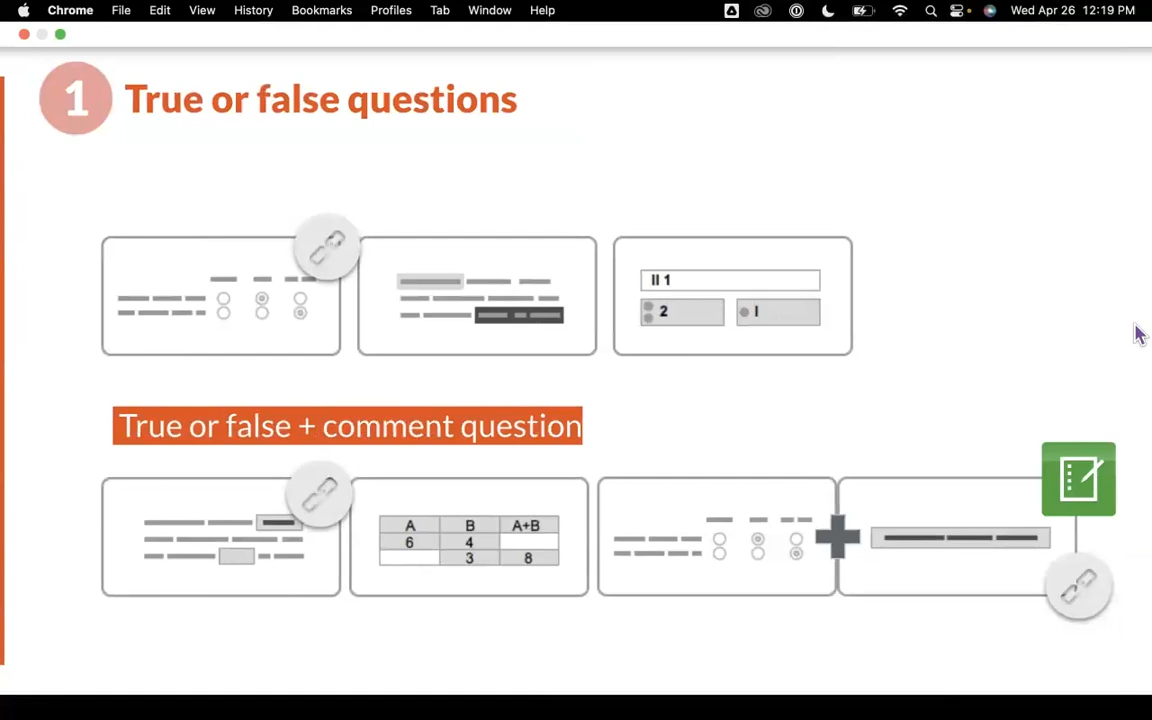 Chrome File Edit View History Bookmarks Profiles Tab Window Help Wed Apr 26 12:19 PM
1 True or false questions
II 1
2 I
True or false + comment question
A B A+B
6 4
3 8